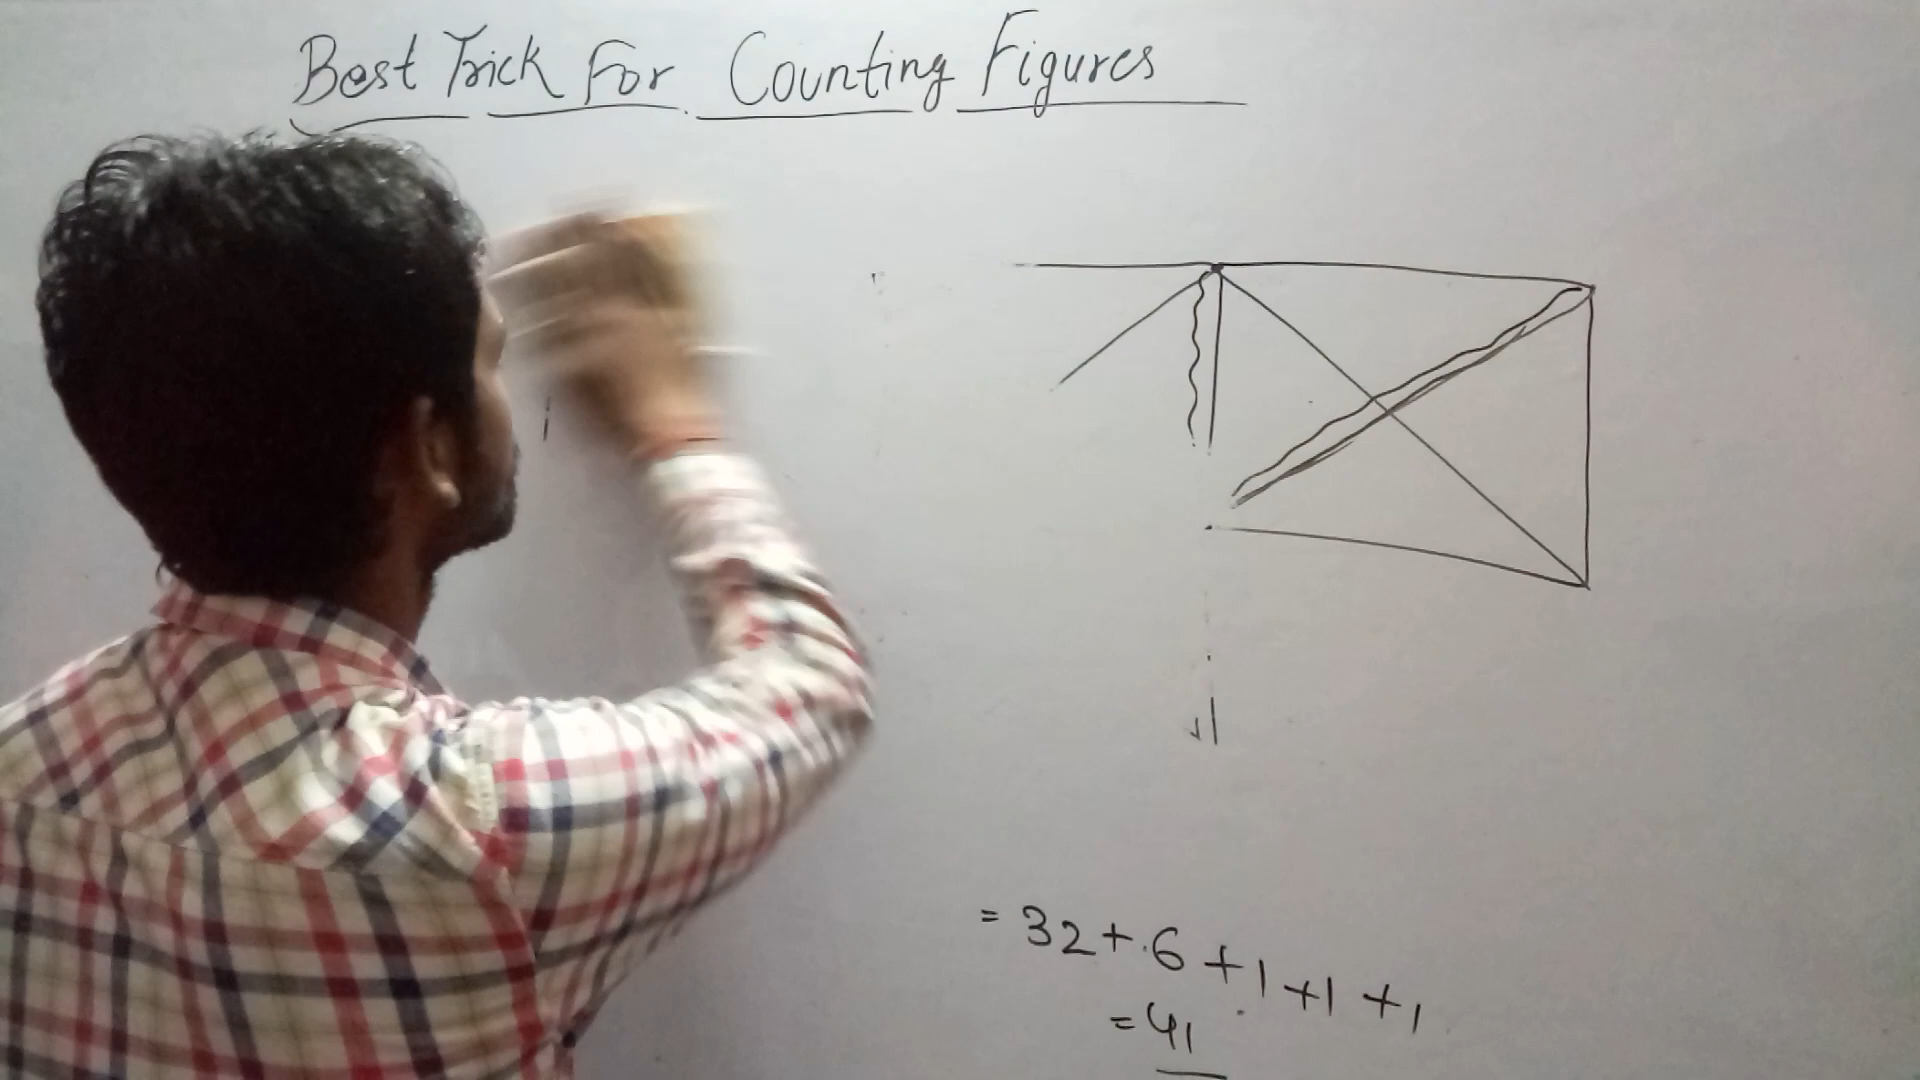 Best Trick For Counting Figures
= 32 + 6 + 1 + 1 + 1
= 41